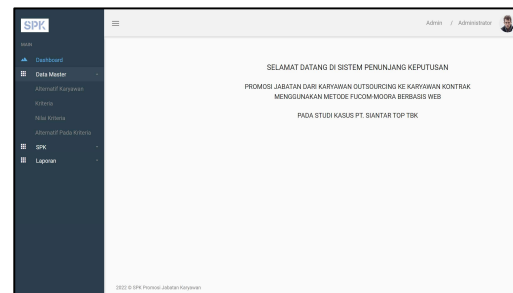 SPK
Admin / Administrator
MAIN
Dashboard
Data Master
Alternatif Karyawan
Kriteria
Nilai Kriteria
Alternatif Pada Kriteria
SPK
Laporan
SELAMAT DATANG DI SISTEM PENUNJANG KEPUTUSAN
PROMOSI JABATAN DARI KARYAWAN OUTSOURCING KE KARYAWAN KONTRAK
MENGGUNAKAN METODE FUCOM-MOORA BERBASIS WEB
PADA STUDI KASUS PT. SIANTAR TOP TBK
2022 © SPK Promosi Jabatan Karyawan